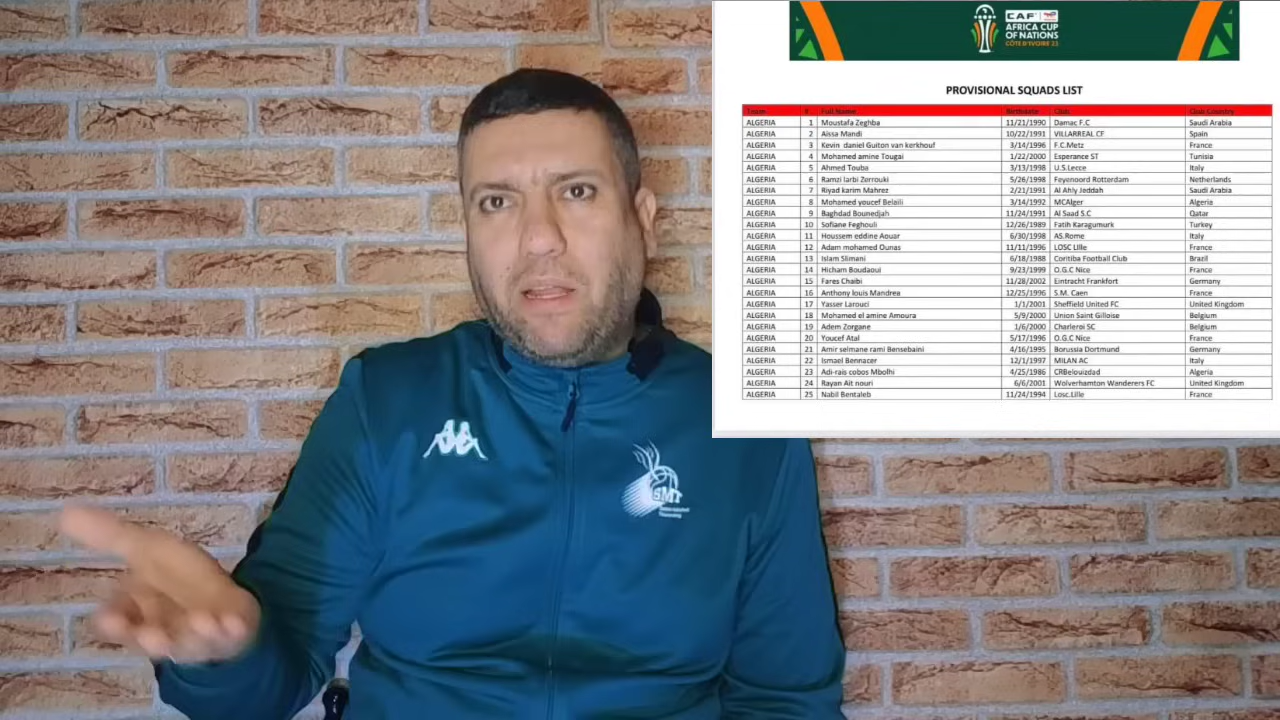 CAF
AFRICA CUP
OF NATIONS
CÔTE D'IVOIRE 23
PROVISIONAL SQUADS LIST
Team # Full Name Birthdate Club Club Country
ALGERIA 1 Moustafa Zeghba 11/21/1990 Damac F.C Saudi Arabia
ALGERIA 2 Aissa Mandi 10/22/1991 VILLARREAL CF Spain
ALGERIA 3 Kevin daniel Guiton van kerkhouf 3/14/1996 F.C.Metz France
ALGERIA 4 Mohamed amine Tougai 1/22/2000 Esperance ST Tunisia
ALGERIA 5 Ahmed Touba 3/13/1998 U.S.Lecce Italy
ALGERIA 6 Ramzi larbi Zerrouki 5/26/1998 Feyenoord Rotterdam Netherlands
ALGERIA 7 Riyad karim Mahrez 2/21/1991 Al Ahly Jeddah Saudi Arabia
ALGERIA 8 Mohamed youcef Belaili 3/14/1992 MCAlger Algeria
ALGERIA 9 Baghdad Bounedjah 11/24/1991 Al Saad S.C Qatar
ALGERIA 10 Sofiane Feghouli 12/26/1989 Fatih Karagumurk Turkey
ALGERIA 11 Houssem eddine Aouar 6/30/1998 AS.Rome Italy
ALGERIA 12 Adam mohamed Ounas 11/11/1996 LOSC Lille France
ALGERIA 13 Islam Slimani 6/18/1988 Coritiba Football Club Brazil
ALGERIA 14 Hicham Boudaoui 9/23/1999 O.G.C Nice France
ALGERIA 15 Fares Chaibi 11/28/2002 Eintracht Frankfort Germany
ALGERIA 16 Anthony louis Mandrea 12/25/1996 S.M. Caen France
ALGERIA 17 Yasser Larouci 1/1/2001 Sheffield United FC United Kingdom
ALGERIA 18 Mohamed el amine Amoura 5/9/2000 Union Saint Gilloise Belgium
ALGERIA 19 Adem Zorgane 1/6/2000 Charleroi SC Belgium
ALGERIA 20 Youcef Atal 5/17/1996 O.G.C Nice France
ALGERIA 21 Amir selmane rami Bensebaini 4/16/1995 Borussia Dortmund Germany
ALGERIA 22 Ismael Bennacer 12/1/1997 MILAN AC Italy
ALGERIA 23 Adi-rais cobos Mbolhi 4/25/1986 CRBelouizdad Algeria
ALGERIA 24 Rayan Ait nouri 6/6/2001 Wolverhamton Wanderers FC United Kingdom
ALGERIA 25 Nabil Bentaleb 11/24/1994 Losc.Lille France
SMT